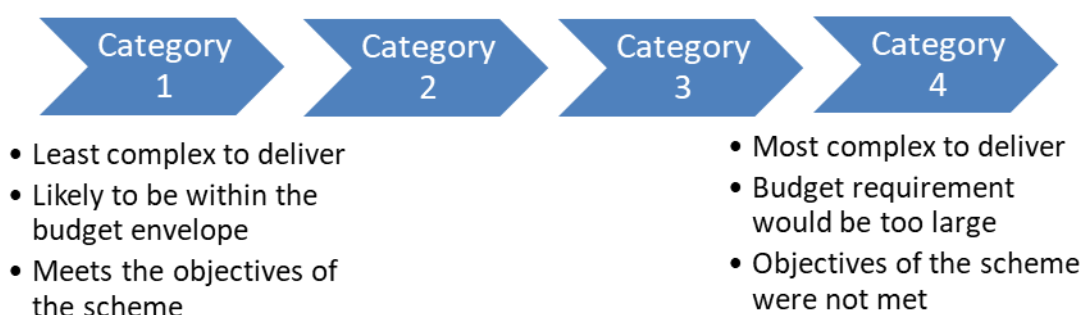 Category
1
Category
2
Category
3
Category
4
• Least complex to deliver
• Likely to be within the
budget envelope
• Meets the objectives of
the scheme
• Most complex to deliver
• Budget requirement
would be too large
• Objectives of the scheme
were not met